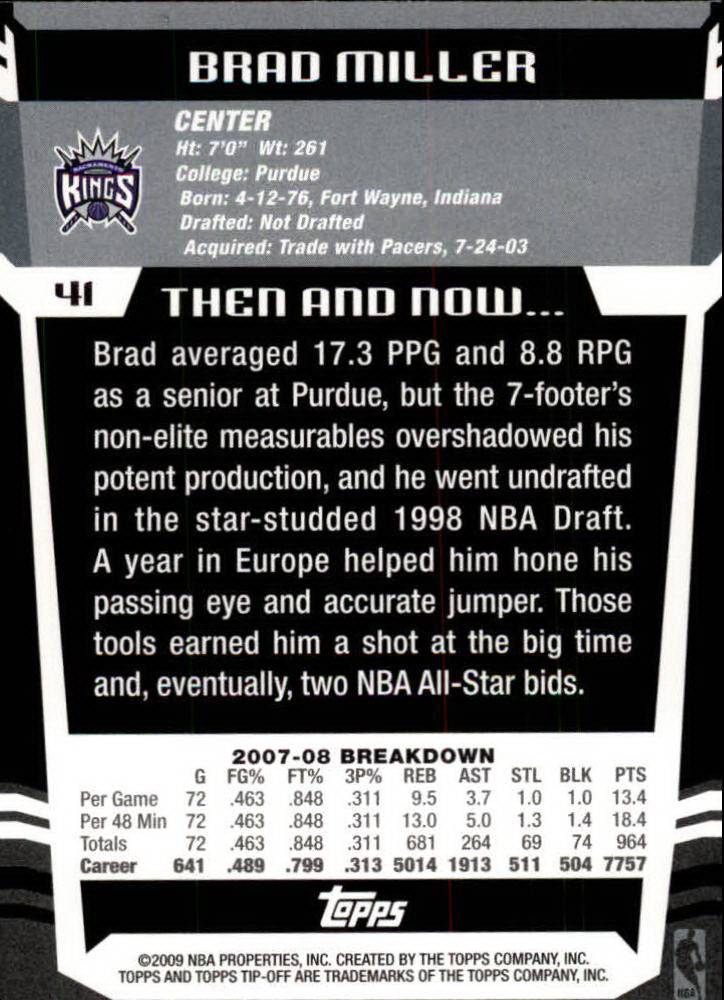 BRAD MILLER
CENTER
Ht: 7'0" Wt: 261
College: Purdue
Born: 4-12-76, Fort Wayne, Indiana
Drafted: Not Drafted
Acquired: Trade with Pacers, 7-24-03
SACRAMENTO
KINGS
41
THEN AND NOW...
Brad averaged 17.3 PPG and 8.8 RPG
as a senior at Purdue, but the 7-footer's
non-elite measurables overshadowed his
potent production, and he went undrafted
in the star-studded 1998 NBA Draft.
A year in Europe helped him hone his
passing eye and accurate jumper. Those
tools earned him a shot at the big time
and, eventually, two NBA All-Star bids.
2007-08 BREAKDOWN
G FG% FT% 3P% REB AST STL BLK PTS
Per Game 72 .463 .848 .311 9.5 3.7 1.0 1.0 13.4
Per 48 Min 72 .463 .848 .311 13.0 5.0 1.3 1.4 18.4
Totals 72 .463 .848 .311 681 264 69 74 964
Career 641 .489 .799 .313 5014 1913 511 504 7757
topps
©2009 NBA PROPERTIES, INC. CREATED BY THE TOPPS COMPANY, INC.
TOPPS AND TOPPS TIP-OFF ARE TRADEMARKS OF THE TOPPS COMPANY, INC.
NBA